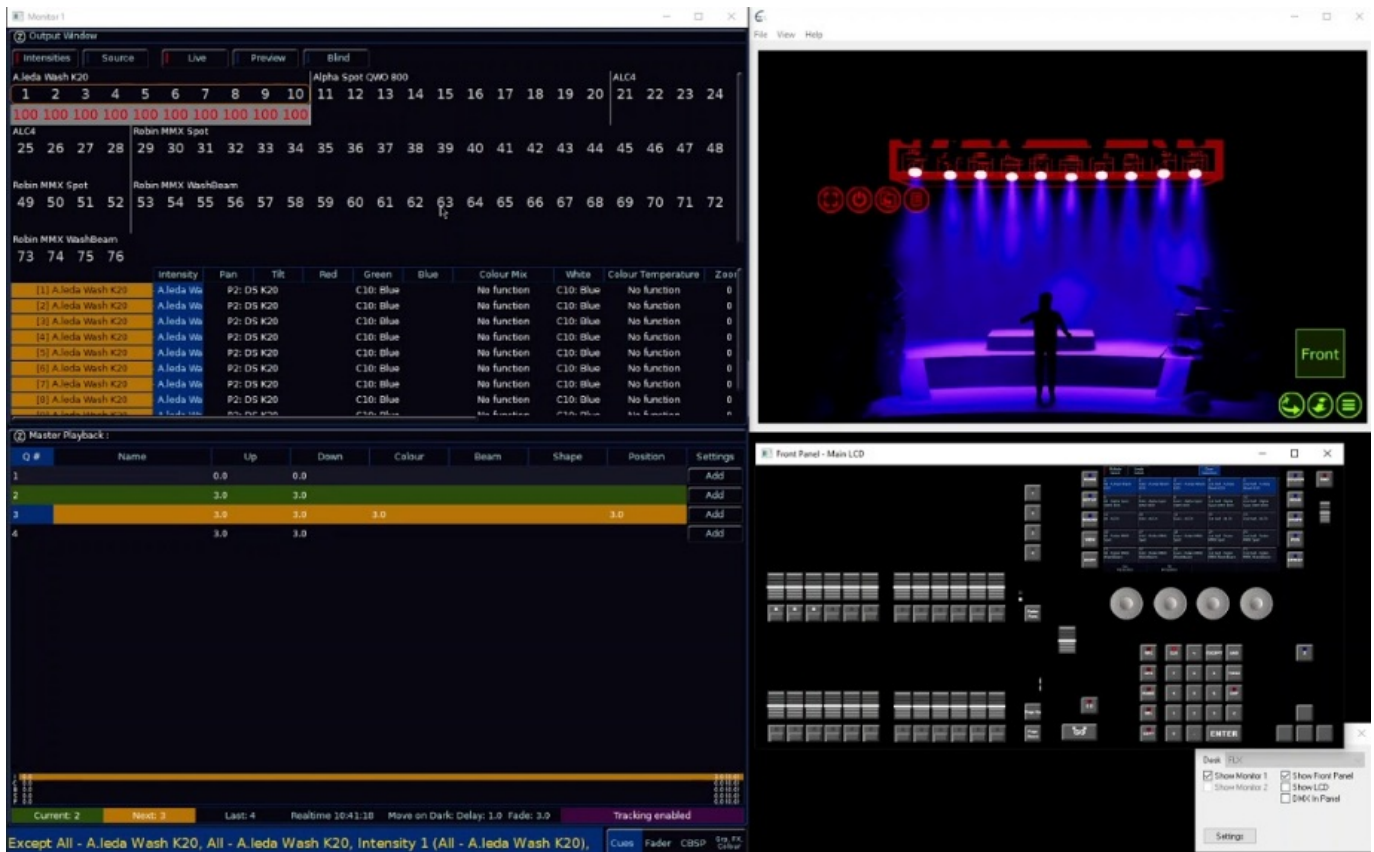 Monitor 1
Output Window
Intensities Source Live Preview Blind
A.leda Wash K20 Alpha Spot QWO 800 ALC4
1 2 3 4 5 6 7 8 9 10 11 12 13 14 15 16 17 18 19 20 21 22 23 24
100 100 100 100 100 100 100 100 100 100
ALC4 Robin MMX Spot
25 26 27 28 29 30 31 32 33 34 35 36 37 38 39 40 41 42 43 44 45 46 47 48
Robin MMX Spot Robin MMX WashBeam
49 50 51 52 53 54 55 56 57 58 59 60 61 62 63 64 65 66 67 68 69 70 71 72
Robin MMX WashBeam
73 74 75 76
Intensity Pan Tilt Red Green Blue Colour Mix White Colour Temperature Zoo
[1] A.leda Wash K20 A.leda Wa P2: DS K20 C10: Blue No function C10: Blue No function 0
[2] A.leda Wash K20 A.leda Wa P2: DS K20 C10: Blue No function C10: Blue No function 0
[3] A.leda Wash K20 A.leda Wa P2: DS K20 C10: Blue No function C10: Blue No function 0
[4] A.leda Wash K20 A.leda Wa P2: DS K20 C10: Blue No function C10: Blue No function 0
[5] A.leda Wash K20 A.leda Wa P2: DS K20 C10: Blue No function C10: Blue No function 0
[6] A.leda Wash K20 A.leda Wa P2: DS K20 C10: Blue No function C10: Blue No function 0
[7] A.leda Wash K20 A.leda Wa P2: DS K20 C10: Blue No function C10: Blue No function 0
[8] A.leda Wash K20 A.leda Wa P2: DS K20 C10: Blue No function C10: Blue No function 0
Master Playback :
Q # Name Up Down Colour Beam Shape Position Settings
1 0.0 0.0 Add
2 3.0 3.0 Add
3 3.0 3.0 3.0 3.0 Add
4 3.0 3.0 Add
Current: 2 Next: 3 Last: 4 Realtime 10:41:18 Move on Dark: Delay: 1.0 Fade: 3.0 Tracking enabled
Except All - A.leda Wash K20, All - A.leda Wash K20, Intensity 1 (All - A.leda Wash K20), Cues Fader CBSP Grp, FX, Colour
File View Help
Front
Front Panel - Main LCD
ENTER
Desk FLX
Show Monitor 1 Show Front Panel
Show Monitor 2 Show LCD
DMX In Panel
Settings